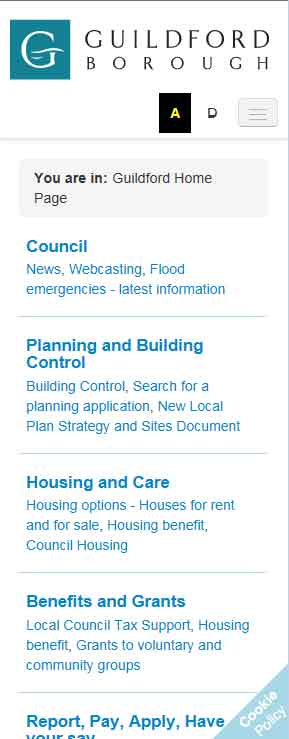 G GUILDFORD
BOROUGH
A D
You are in: Guildford Home
Page
Council
News, Webcasting, Flood
emergencies - latest information
Planning and Building
Control
Building Control, Search for a
planning application, New Local
Plan Strategy and Sites Document
Housing and Care
Housing options - Houses for rent
and for sale, Housing benefit,
Council Housing
Benefits and Grants
Local Council Tax Support, Housing
benefit, Grants to voluntary and
community groups
Report, Pay, Apply, Have
your say
Cookie
Policy